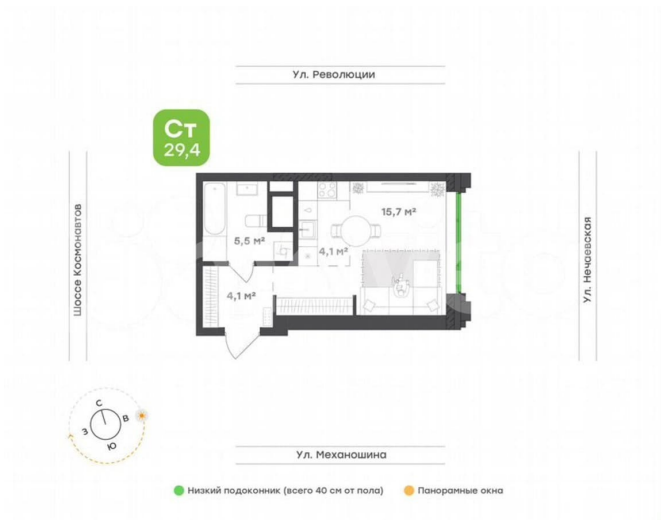 Ул. Революции
Ст
29,4
Шоссе Космонавтов
15,7 м²
5,5 м²
4,1 м²
4,1 м²
Ул. Нечаевская
С
В
З
Ю
Ул. Механошина
Низкий подоконник (всего 40 см от пола)
Панорамные окна